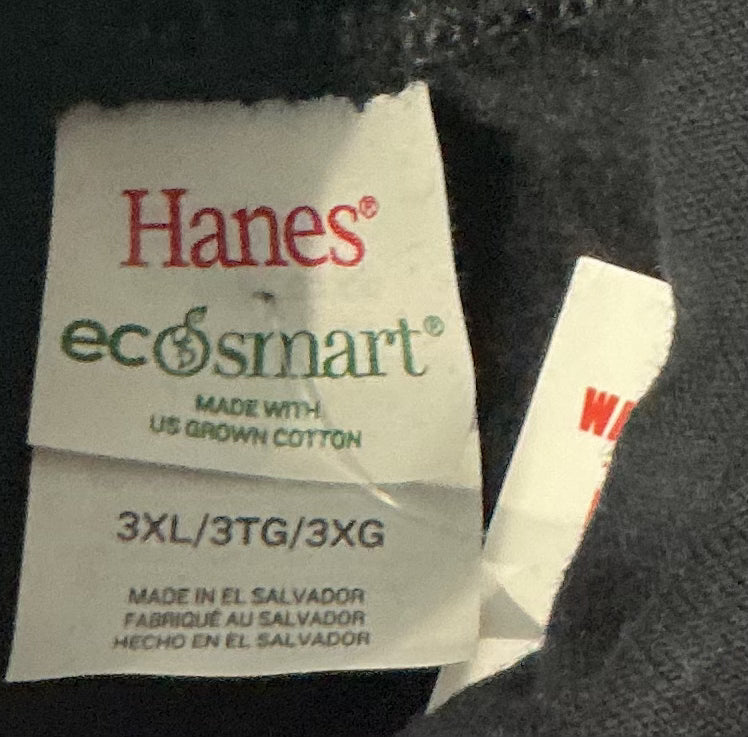 Hanes®
ecosmart®
MADE WITH
US GROWN COTTON
3XL/3TG/3XG
MADE IN EL SALVADOR
FABRIQUÉ AU SALVADOR
HECHO EN EL SALVADOR